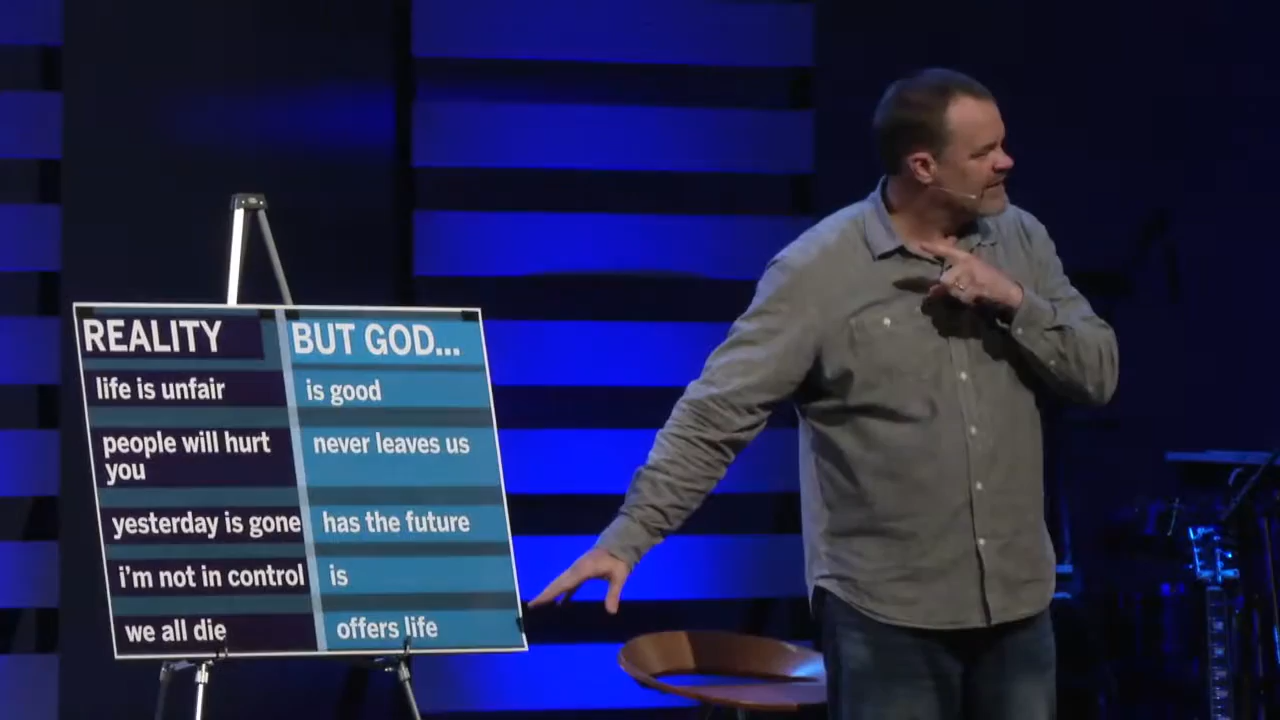 REALITY BUT GOD...
life is unfair is good
people will hurt never leaves us
you
yesterday is gone has the future
i'm not in control is
we all die offers life